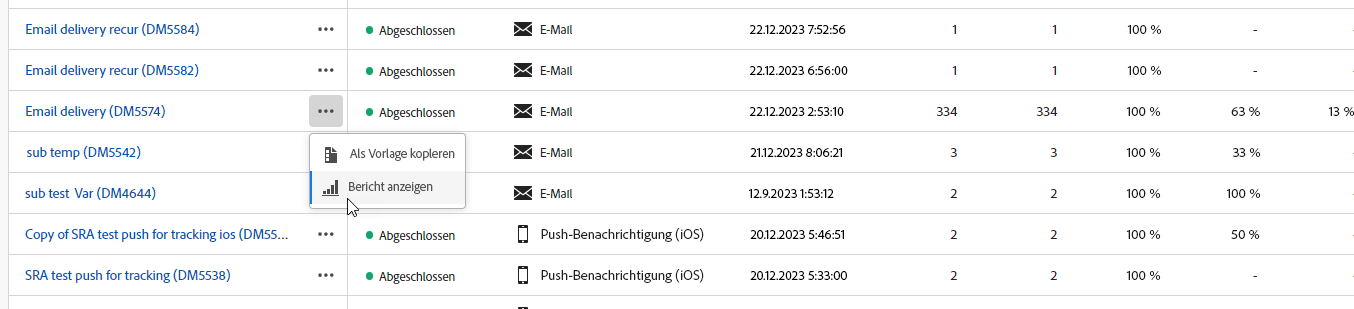 Email delivery recur (DM5584) ••• Abgeschlossen E-Mail 22.12.2023 7:52:56 1 1 100 % -
Email delivery recur (DM5582) ••• Abgeschlossen E-Mail 22.12.2023 6:56:00 1 1 100 % -
Email delivery (DM5574) ••• Abgeschlossen E-Mail 22.12.2023 2:53:10 334 334 100 % 63 % 13 %
sub temp (DM5542) E-Mail 21.12.2023 8:06:21 3 3 100 % 33 %
Als Vorlage kopleren
Bericht anzeigen
sub test Var (DM4644) E-Mail 12.9.2023 1:53:12 2 2 100 % 100 %
Copy of SRA test push for tracking ios (DM55... ••• Abgeschlossen Push-Benachrichtigung (iOS) 20.12.2023 5:46:51 2 2 100 % 50 %
SRA test push for tracking (DM5538) ••• Abgeschlossen Push-Benachrichtigung (iOS) 20.12.2023 5:33:00 2 2 100 % -